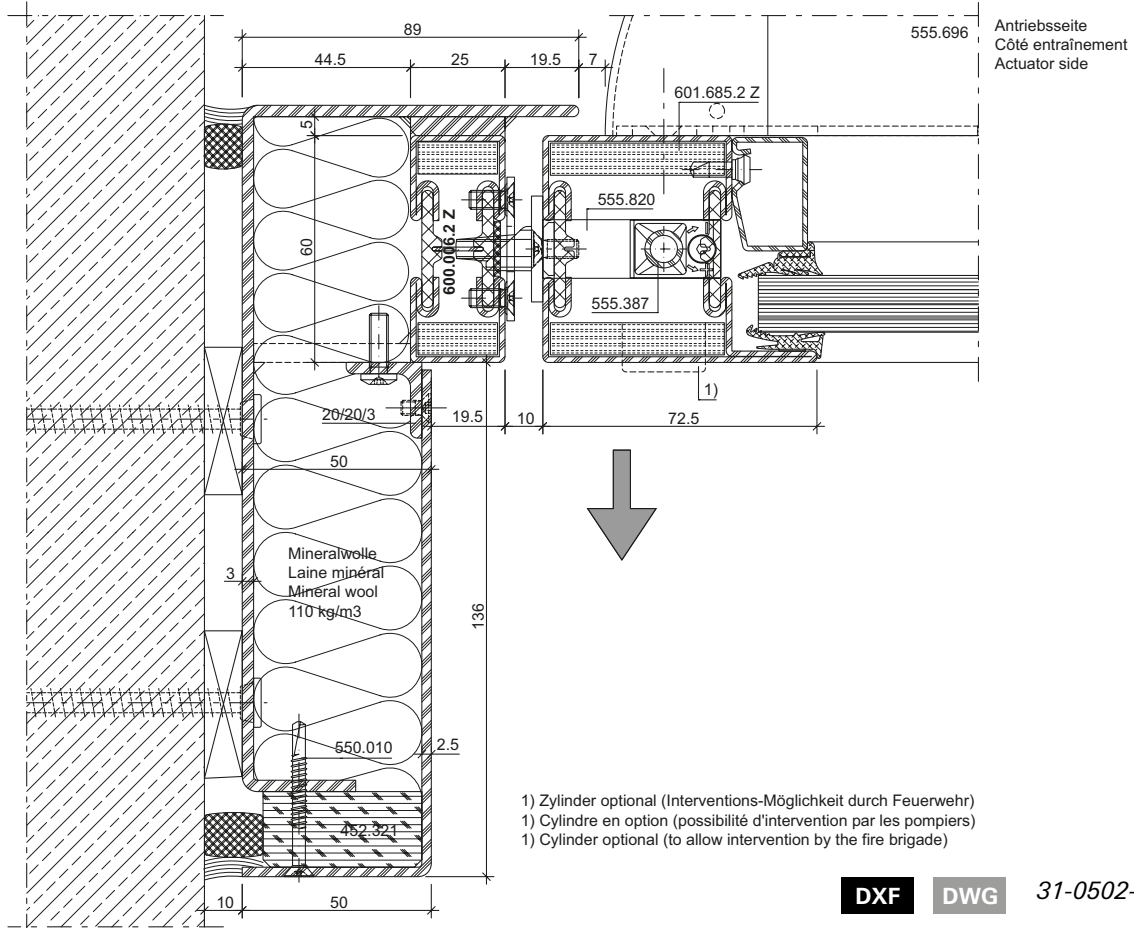 89
555.696
Antriebsseite
Côté entraînement
Actuator side
44.5
25
19.5
7
601.685.2 Z
5
555.820
60
600.006.2 Z
555.387
1)
20/20/3
19.5
10
72.5
50
Mineralwolle
Laine minéral
Mineral wool
110 kg/m3
3
136
550.010
2.5
452.321
1) Zylinder optional (Interventions-Möglichkeit durch Feuerwehr)
1) Cylindre en option (possibilité d'intervention par les pompiers)
1) Cylinder optional (to allow intervention by the fire brigade)
10
50
DXF
DWG
31-0502-